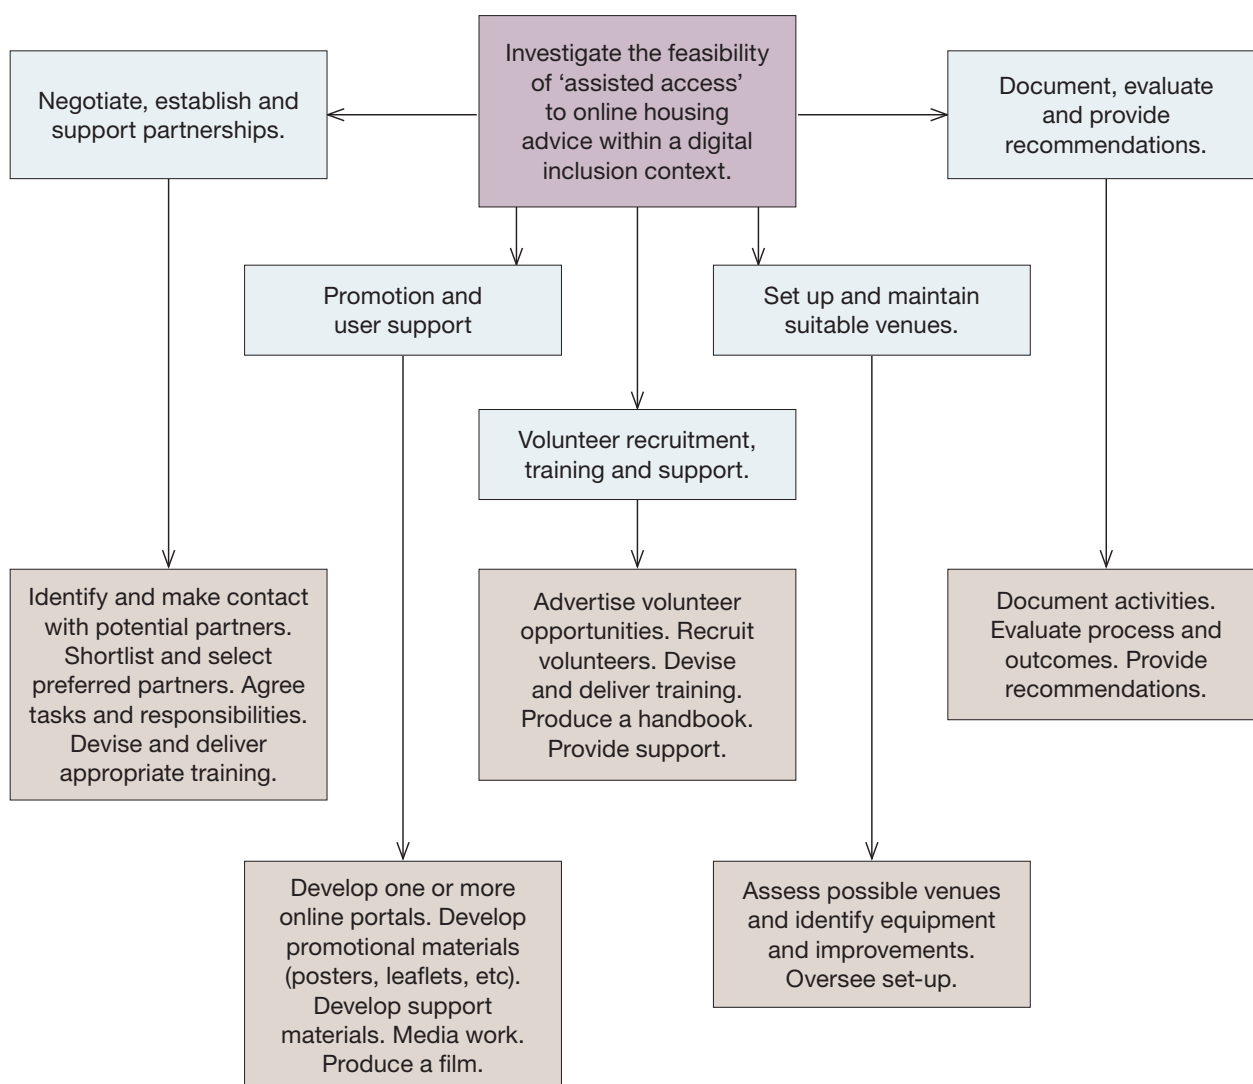 Investigate the feasibility
of ‘assisted access’
to online housing
advice within a digital
inclusion context.
Negotiate, establish and
support partnerships.
Document, evaluate
and provide
recommendations.
Promotion and
user support
Set up and maintain
suitable venues.
Volunteer recruitment,
training and support.
Identify and make contact
with potential partners.
Shortlist and select
preferred partners. Agree
tasks and responsibilities.
Devise and deliver
appropriate training.
Advertise volunteer
opportunities. Recruit
volunteers. Devise
and deliver training.
Produce a handbook.
Provide support.
Document activities.
Evaluate process and
outcomes. Provide
recommendations.
Develop one or more
online portals. Develop
promotional materials
(posters, leaflets, etc).
Develop support
materials. Media work.
Produce a film.
Assess possible venues
and identify equipment
and improvements.
Oversee set-up.